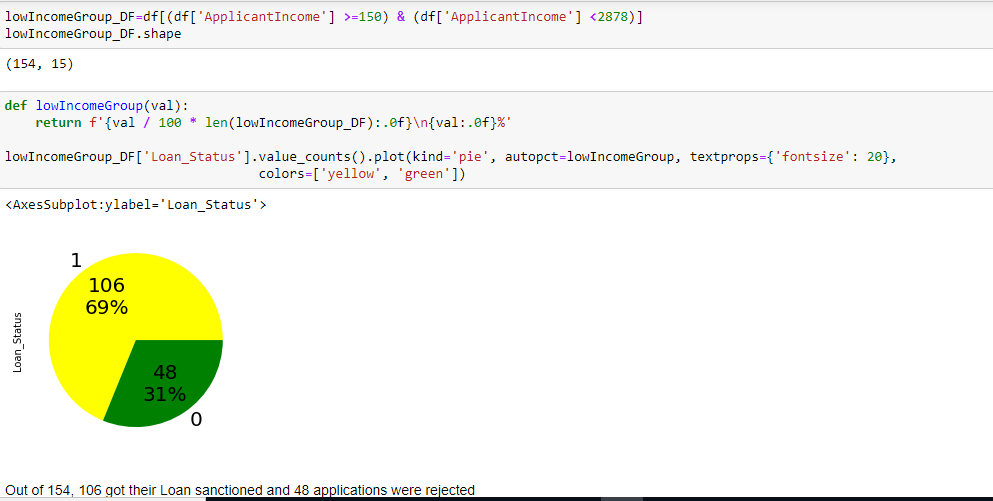 lowIncomeGroup_DF=df[(df['ApplicantIncome'] >=150) & (df['ApplicantIncome'] <2878)]
lowIncomeGroup_DF.shape
(154, 15)
def lowIncomeGroup(val):
    return f'{val / 100 * len(lowIncomeGroup_DF):.0f}\n{val:.0f}%'
lowIncomeGroup_DF['Loan_Status'].value_counts().plot(kind='pie', autopct=lowIncomeGroup, textprops={'fontsize': 20},
                                colors=['yellow', 'green'])
<AxesSubplot:ylabel='Loan_Status'>
1
106
69%
Loan_Status
48
31%
0
Out of 154, 106 got their Loan sanctioned and 48 applications were rejected